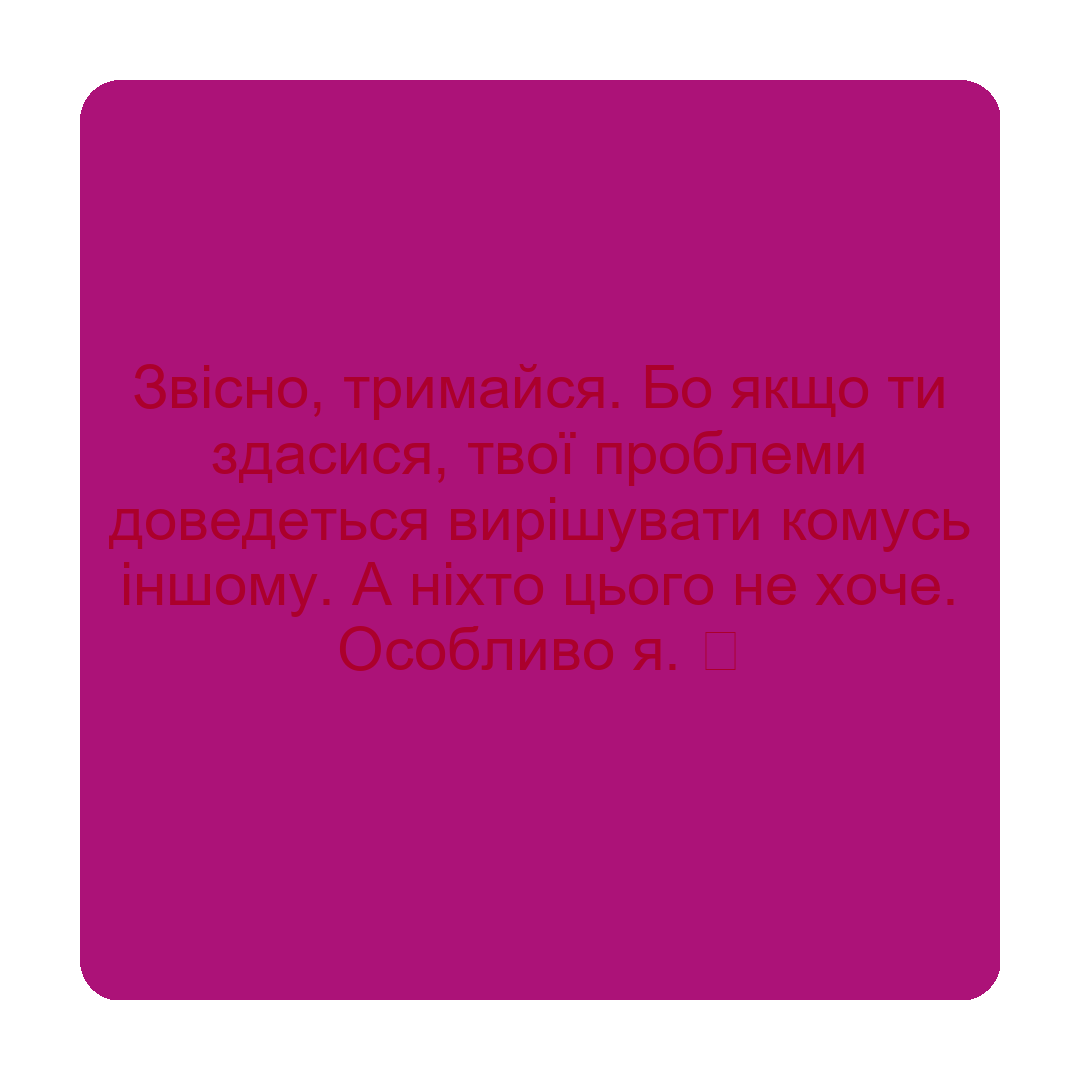 Звісно, тримайся. Бо якщо ти
здасися, твої проблеми
доведеться вирішувати комусь
іншому. А ніхто цього не хоче.
Особливо я.